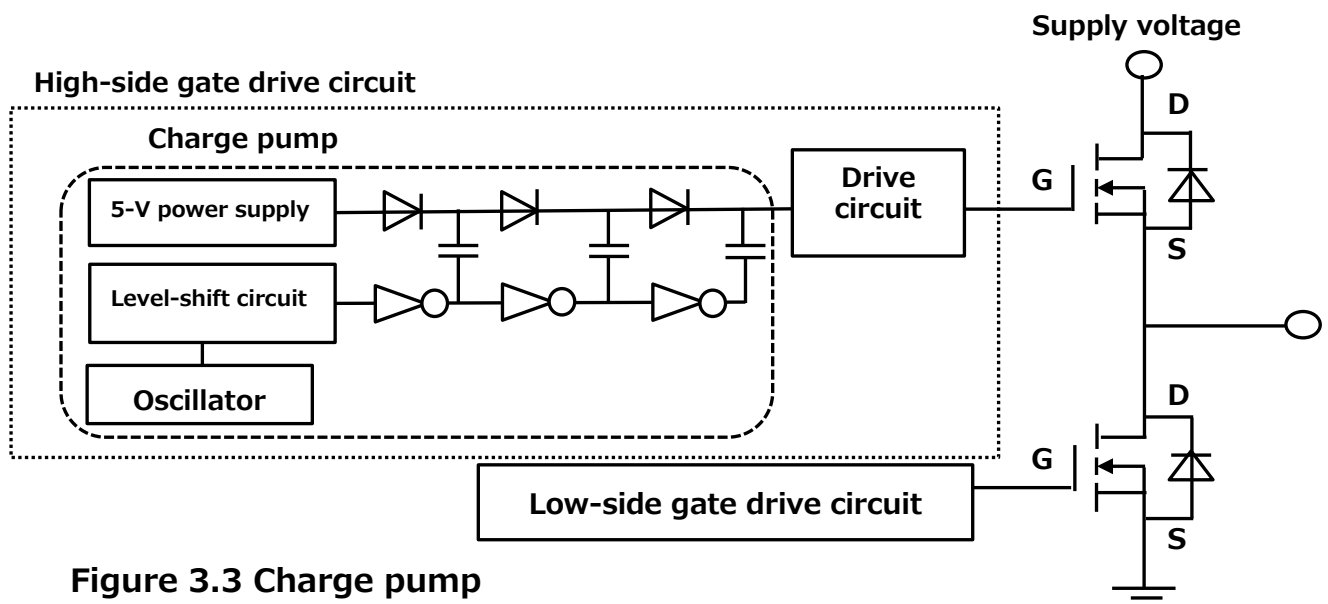 Supply voltage
High-side gate drive circuit
D
Charge pump
5-V power supply
Drive
circuit
G
S
Level-shift circuit
Oscillator
D
G
Low-side gate drive circuit
S
Figure 3.3 Charge pump